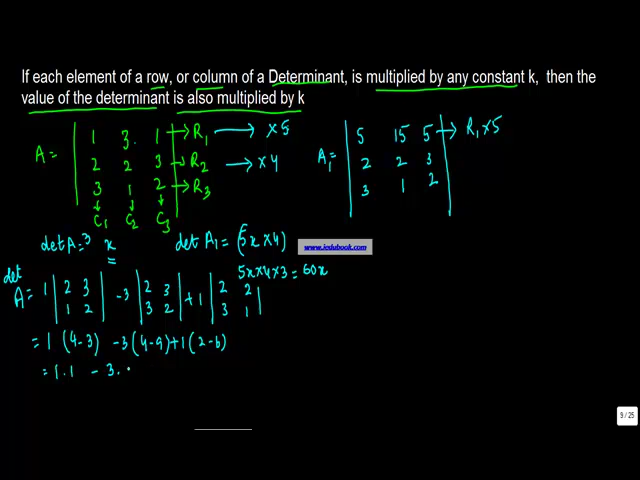 If each element of a row, or column of a Determinant, is multiplied by any constant k, then the
value of the determinant is also multiplied by k
A = | 1 3 1 | → R₁ → ×5
| 2 2 3 | → R₂ → ×4
| 3 1 2 | → R₃
C₁ C₂ C₃
A₁ = | 5 15 5 | → R₁×5
| 2 2 3 |
| 3 1 2 |
det A = 3 x
det A₁ = (5x × 4)
www.iedubook.com
5x×4×3 = 60x
det
A = 1 | 2 3 | -3 | 2 3 | +1 | 2 2 |
| 1 2 | | 3 2 | | 3 1 |
= 1 (4-3) -3(4-9)+1(2-6)
= 1.1 - 3.
9 / 25